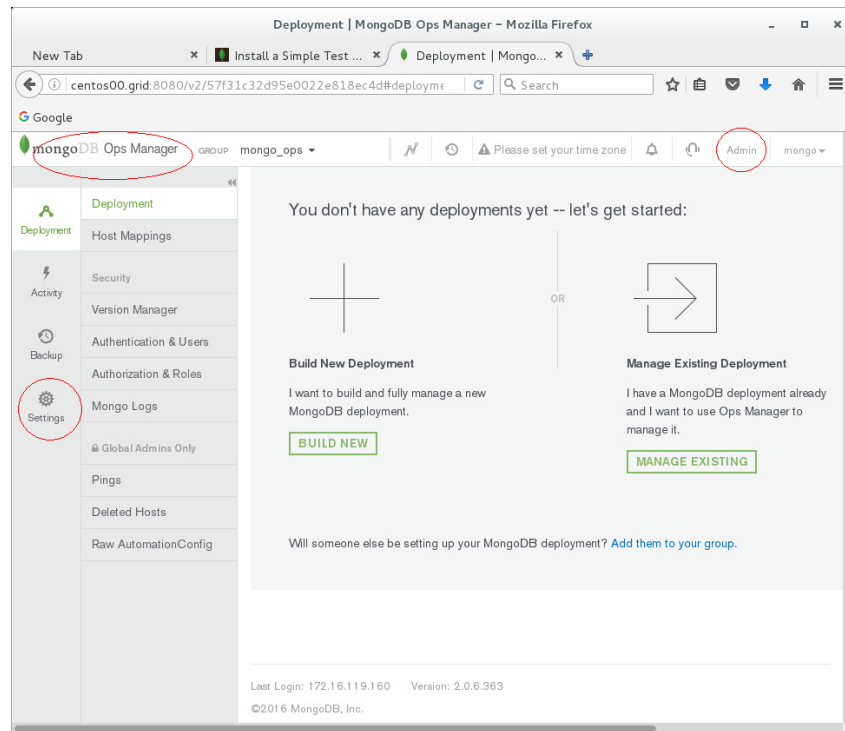 Deployment | MongoDB Ops Manager – Mozilla Firefox
New Tab
Install a Simple Test ...
Deployment | Mongo...
centos00.grid:8080/v2/57f31c32d95e0022e818ec4d#deployme
Search
Google
mongoDB Ops Manager
GROUP mongo_ops
Please set your time zone
Admin
mongo
Deployment
Activity
Backup
Settings
Deployment
Host Mappings
Security
Version Manager
Authentication & Users
Authorization & Roles
Mongo Logs
Global Admins Only
Pings
Deleted Hosts
Raw AutomationConfig
You don't have any deployments yet -- let's get started:
Build New Deployment
I want to build and fully manage a new
MongoDB deployment.
BUILD NEW
OR
Manage Existing Deployment
I have a MongoDB deployment already
and I want to use Ops Manager to
manage it.
MANAGE EXISTING
Will someone else be setting up your MongoDB deployment? Add them to your group.
Last Login: 172.16.119.160 Version: 2.0.6.363
©2016 MongoDB, Inc.